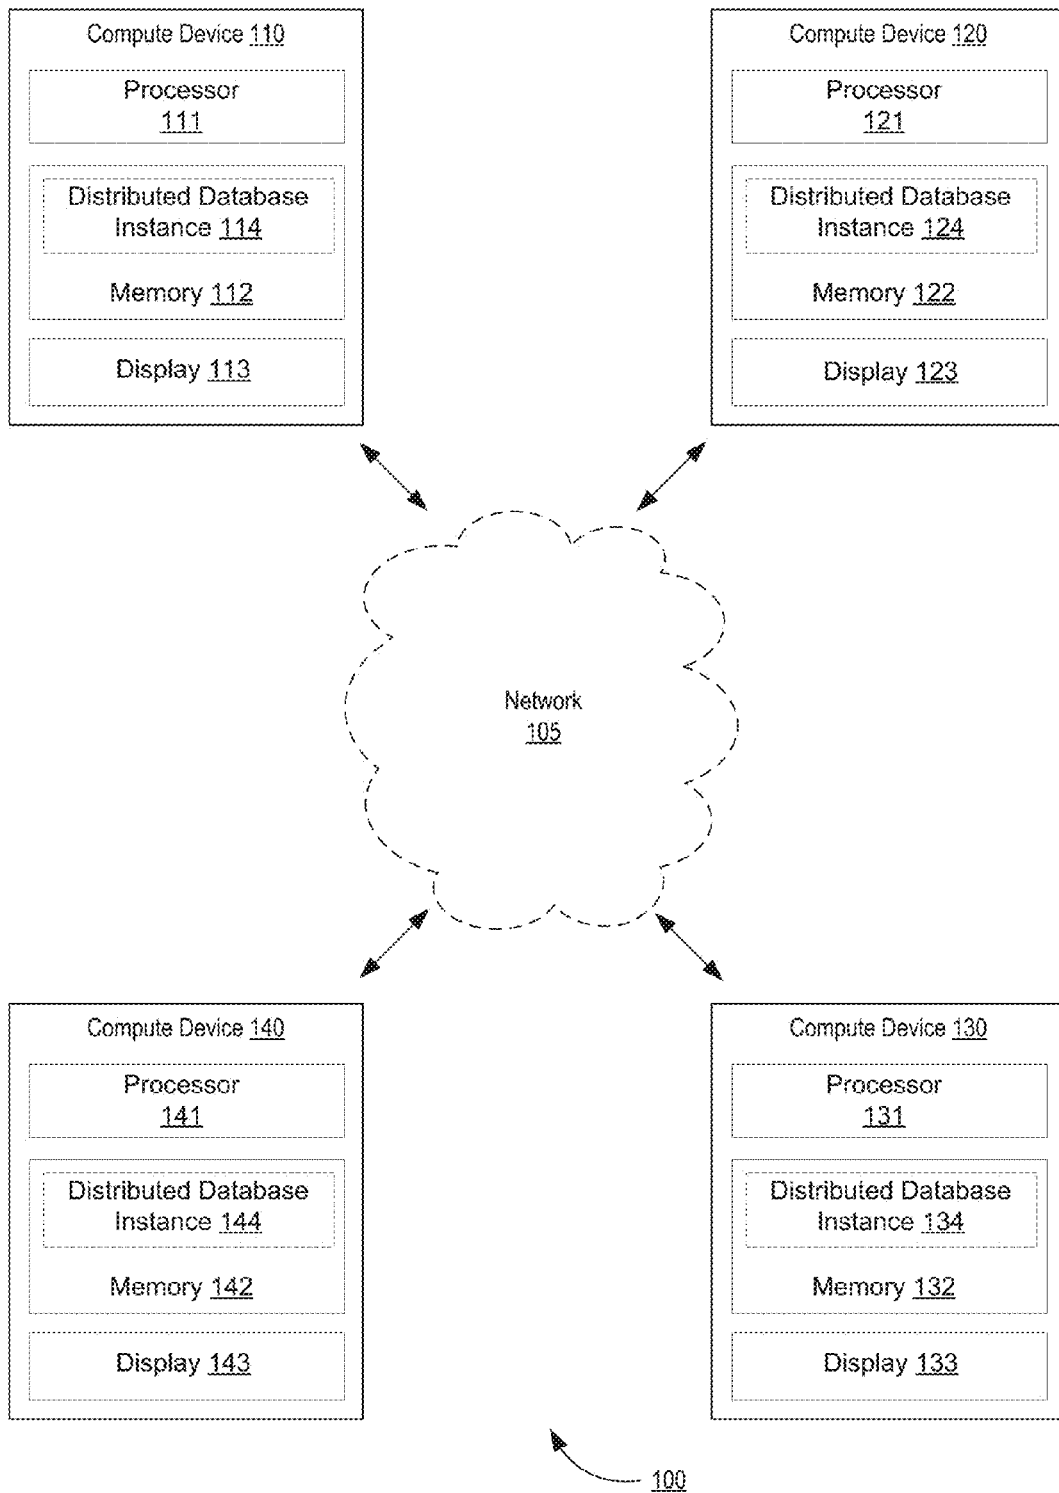 Compute Device 110
Processor
111
Distributed Database
Instance 114
Memory 112
Display 113
Compute Device 120
Processor
121
Distributed Database
Instance 124
Memory 122
Display 123
Network
105
Compute Device 140
Processor
141
Distributed Database
Instance 144
Memory 142
Display 143
Compute Device 130
Processor
131
Distributed Database
Instance 134
Memory 132
Display 133
100